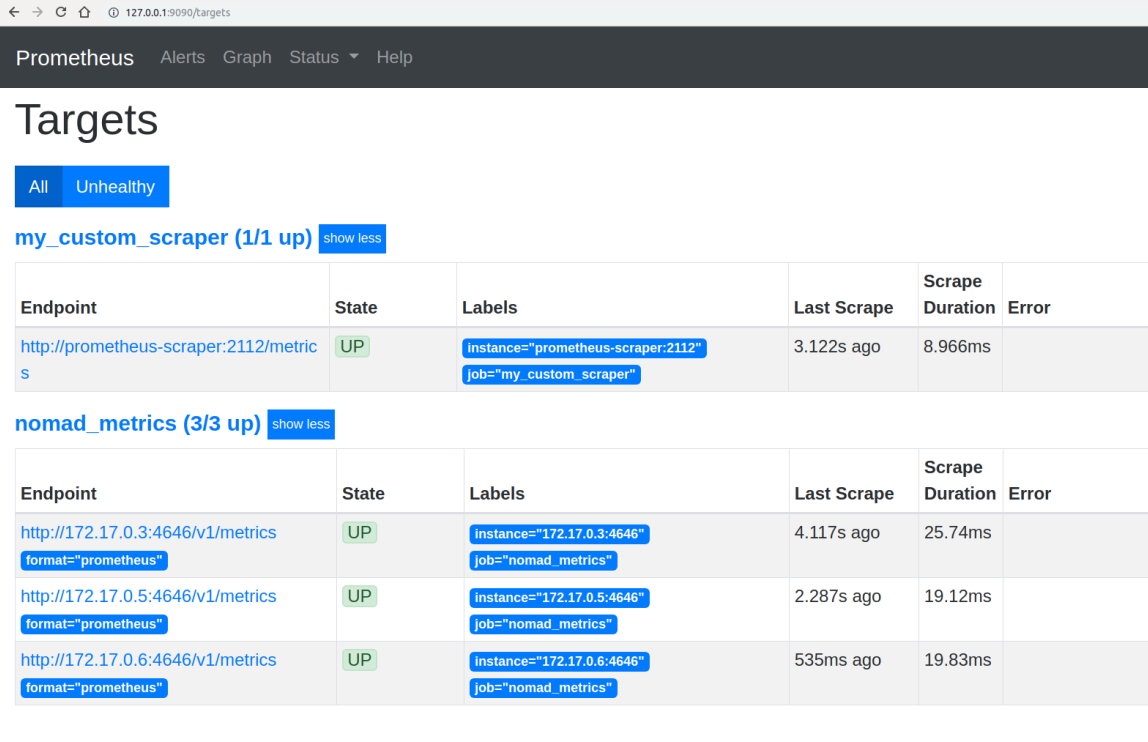 127.0.0.1:9090/targets
Prometheus Alerts Graph Status Help
Targets
All Unhealthy
my_custom_scraper (1/1 up) show less
Endpoint State Labels Last Scrape Scrape Duration Error
http://prometheus-scraper:2112/metric
s
UP
instance="prometheus-scraper:2112"
job="my_custom_scraper"
3.122s ago
8.966ms
nomad_metrics (3/3 up) show less
Endpoint State Labels Last Scrape Scrape Duration Error
http://172.17.0.3:4646/v1/metrics
format="prometheus"
UP
instance="172.17.0.3:4646"
job="nomad_metrics"
4.117s ago
25.74ms
http://172.17.0.5:4646/v1/metrics
format="prometheus"
UP
instance="172.17.0.5:4646"
job="nomad_metrics"
2.287s ago
19.12ms
http://172.17.0.6:4646/v1/metrics
format="prometheus"
UP
instance="172.17.0.6:4646"
job="nomad_metrics"
535ms ago
19.83ms